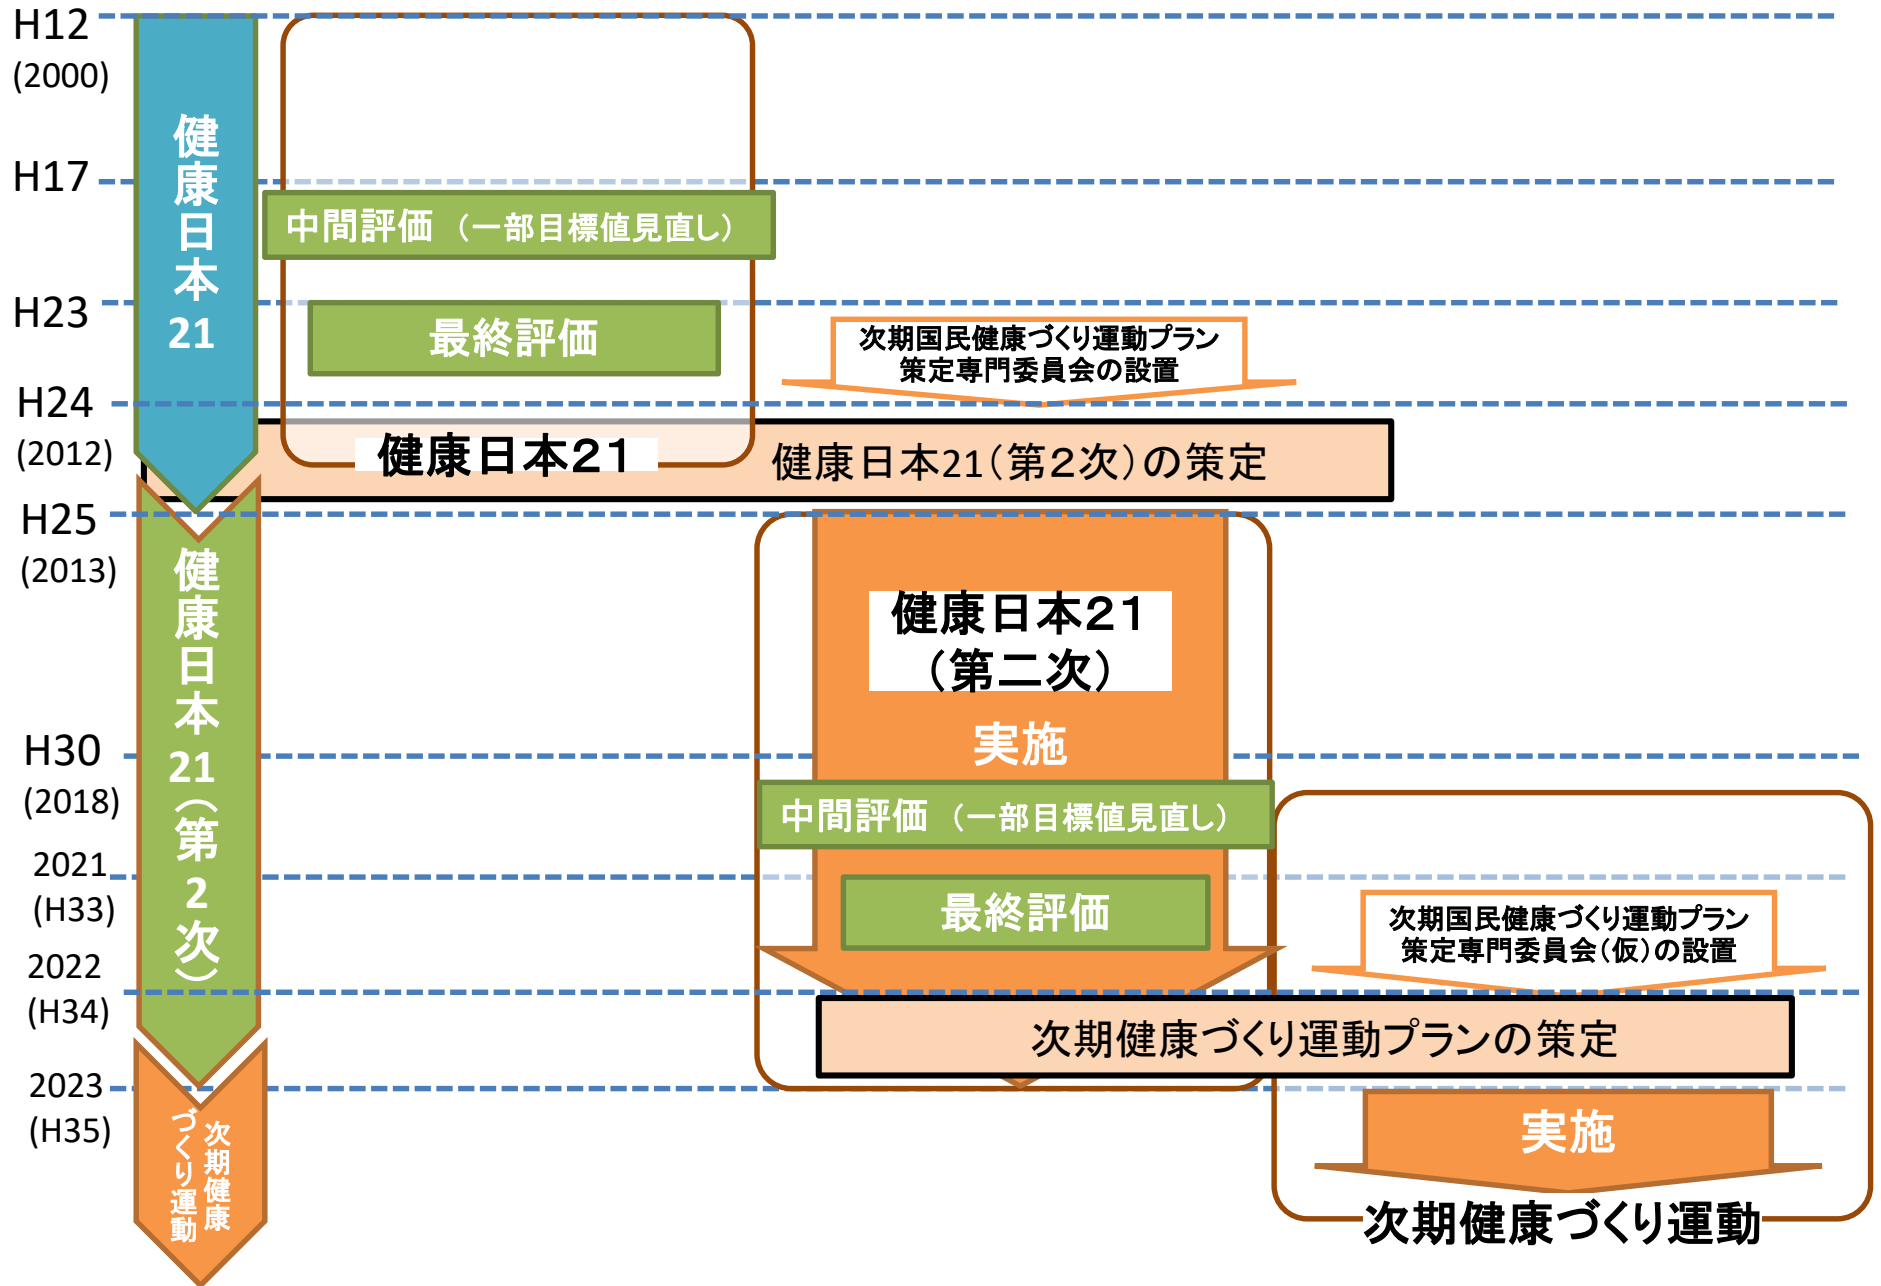 H12
(2000)
H17
H23
H24
(2012)
H25
(2013)
H30
(2018)
2021
(H33)
2022
(H34)
2023
(H35)
健康日本21
健康日本21（第２次）
次期健康
づくり運動
中間評価 （一部目標値見直し）
最終評価
健康日本２１
次期国民健康づくり運動プラン
策定専門委員会の設置
健康日本21（第２次）の策定
健康日本２１
（第二次）
実施
中間評価 （一部目標値見直し）
最終評価
次期国民健康づくり運動プラン
策定専門委員会（仮）の設置
次期健康づくり運動プランの策定
実施
次期健康づくり運動